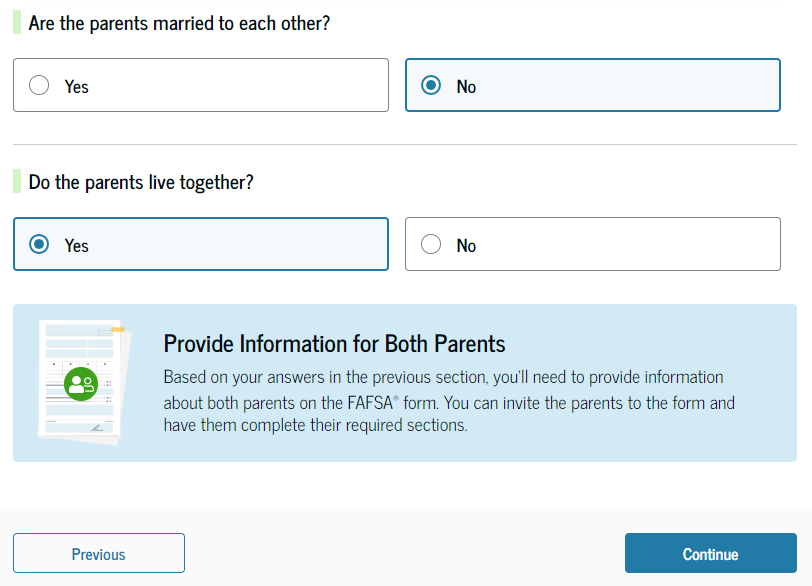 Are the parents married to each other?
Yes
No
Do the parents live together?
Yes
No
Provide Information for Both Parents
Based on your answers in the previous section, you'll need to provide information
about both parents on the FAFSA® form. You can invite the parents to the form and
have them complete their required sections.
Previous
Continue